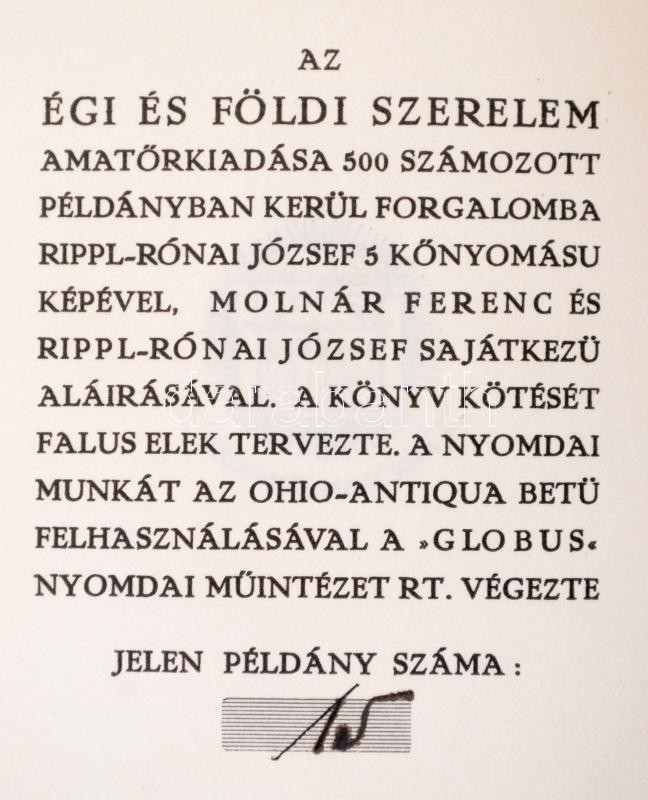 AZ
ÉGI ÉS FÖLDI SZERELEM
AMATŐRKIADÁSA 500 SZÁMOZOTT
PÉLDÁNYBAN KERÜL FORGALOMBA
RIPPL-RÓNAI JÓZSEF 5 KŐNYOMÁSU
KÉPÉVEL, MOLNÁR FERENC ÉS
RIPPL-RÓNAI JÓZSEF SAJÁTKEZÜ
ALÁIRÁSÁVAL. A KÖNYV KÖTÉSÉT
darabanth
FALUS ELEK TERVEZTE. A NYOMDAI
MUNKÁT AZ OHIO-ANTIQUA BETÜ
FELHASZNÁLÁSÁVAL A »GLOBUS«
NYOMDAI MŰINTÉZET RT. VÉGEZTE
JELEN PÉLDÁNY SZÁMA: